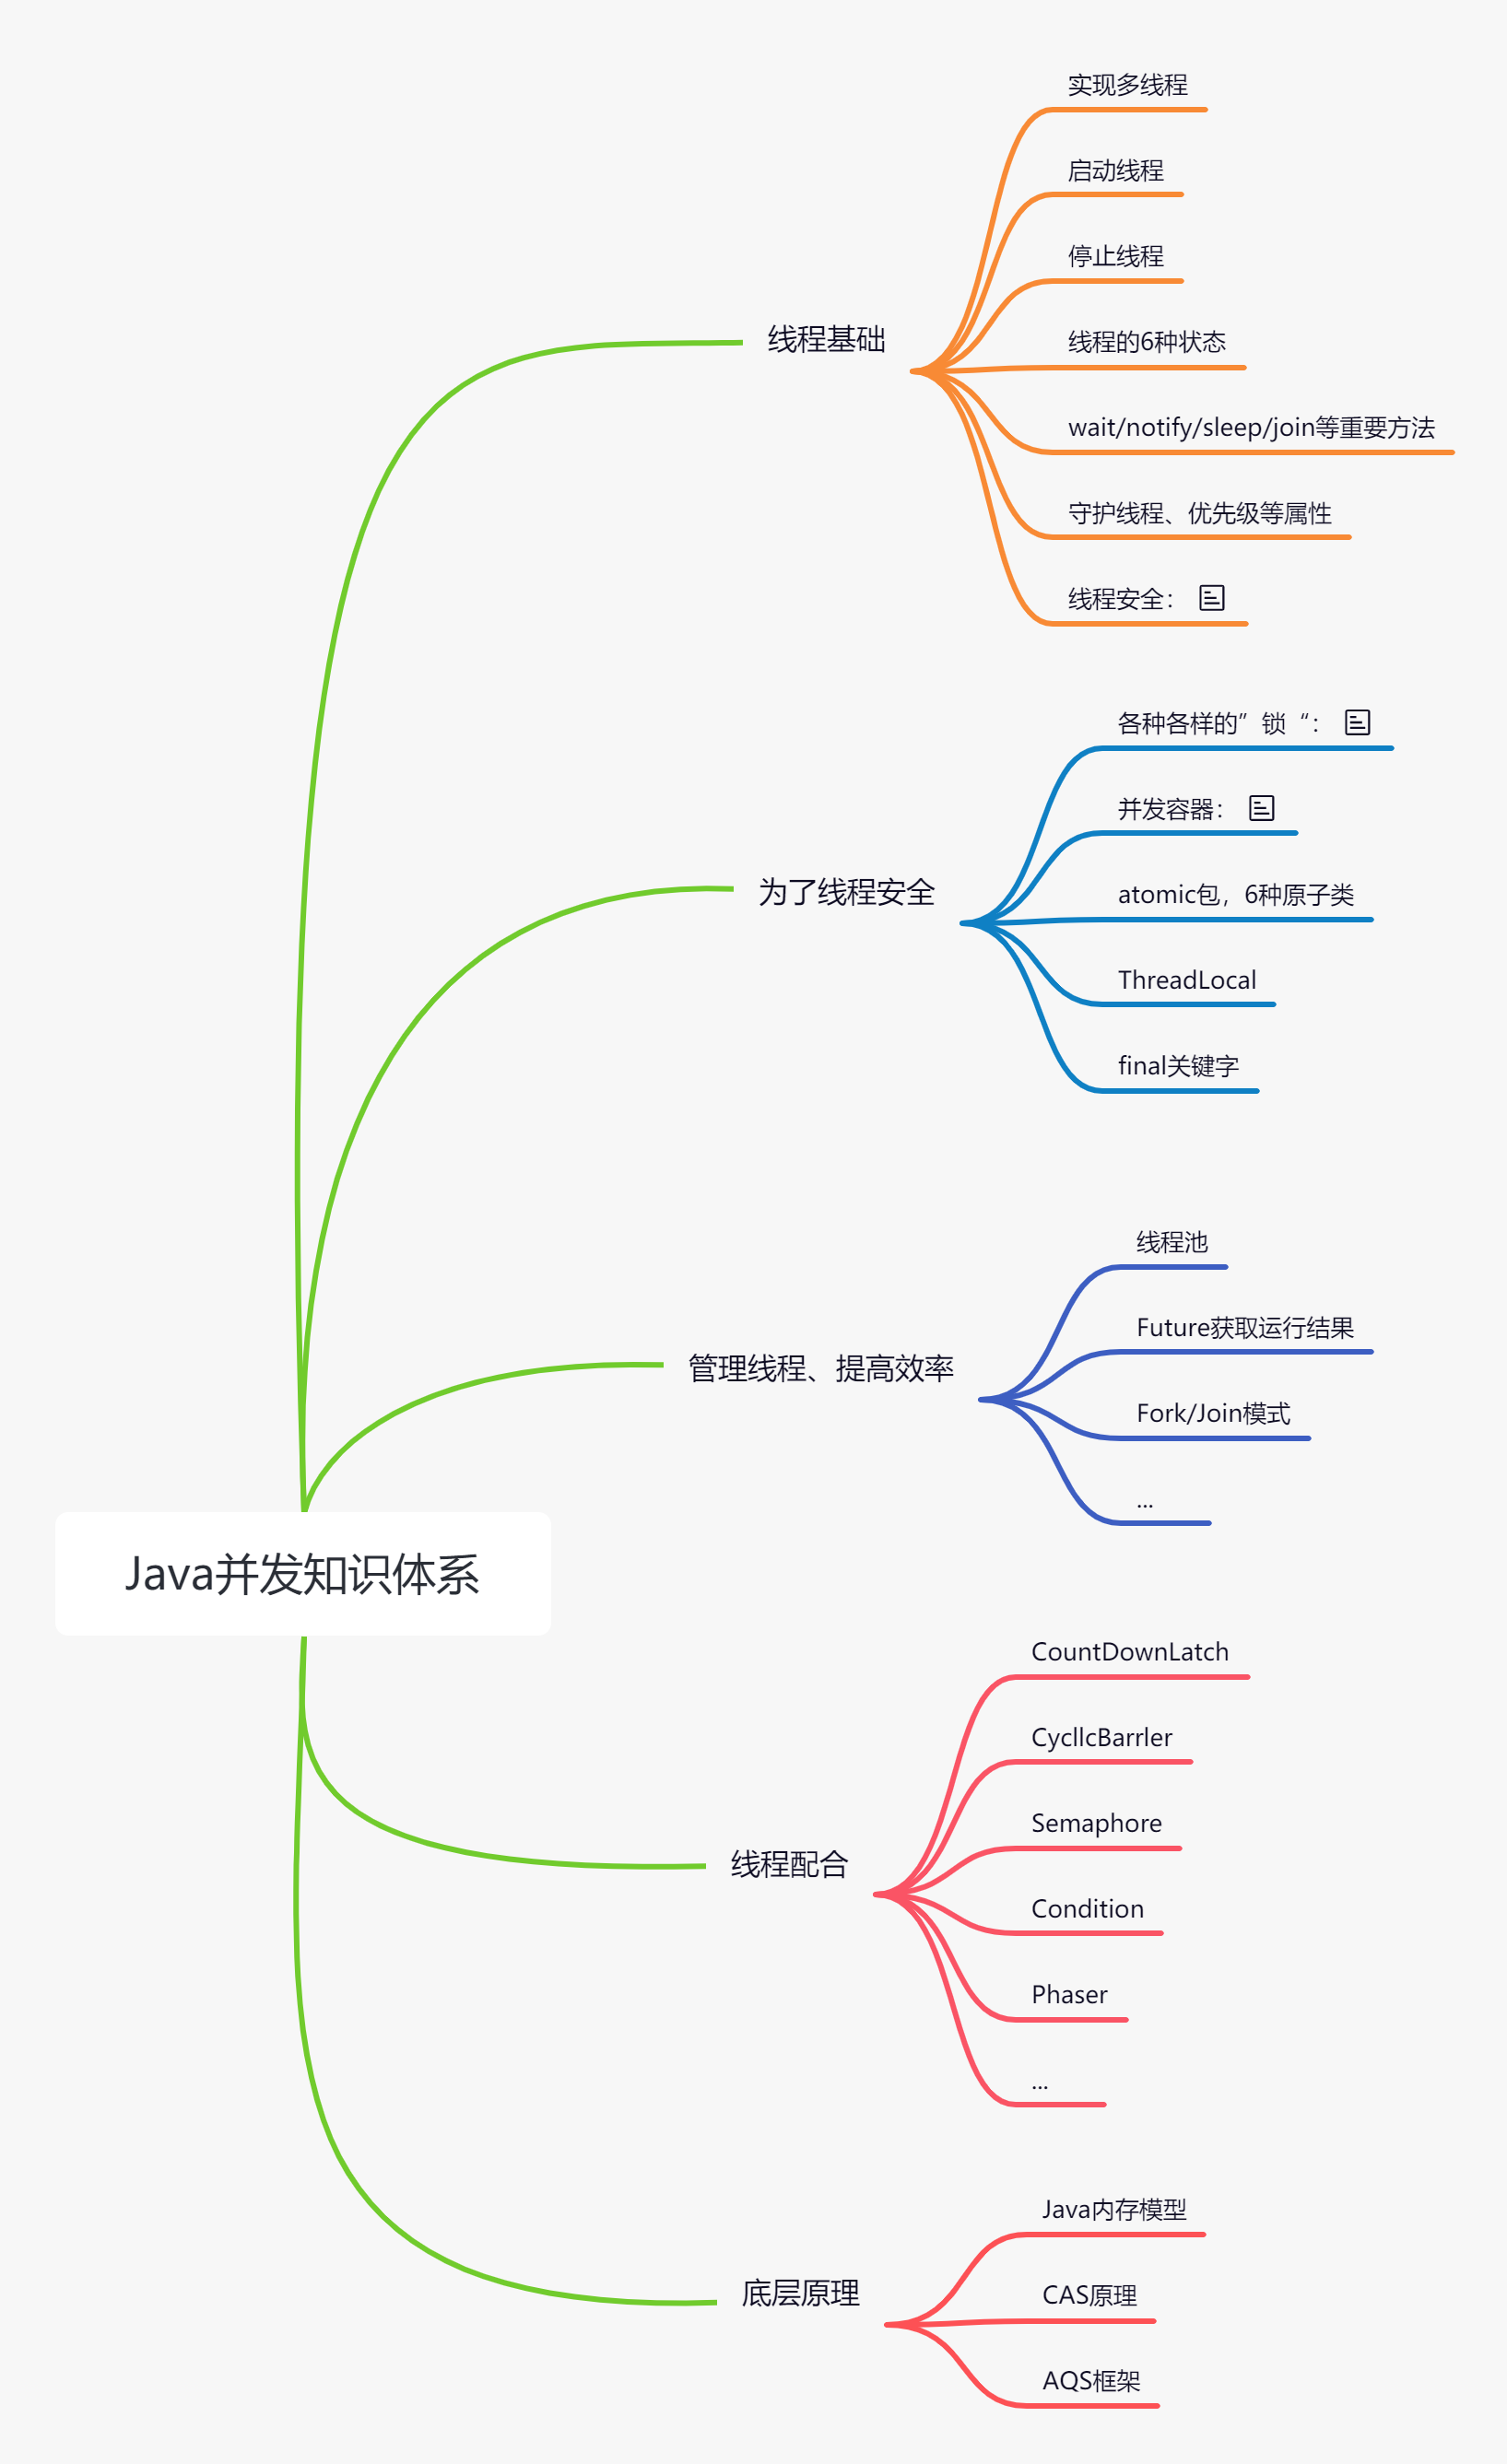 实现多线程
启动线程
停止线程
线程的6种状态
线程基础
wait/notify/sleep/join等重要方法
守护线程、优先级等属性
线程安全：
各种各样的”锁“：
并发容器：
为了线程安全
atomic包，6种原子类
ThreadLocal
final关键字
线程池
Future获取运行结果
管理线程、提高效率
Fork/Join模式
...
Java并发知识体系
CountDownLatch
CycllcBarrler
Semaphore
线程配合
Condition
Phaser
...
Java内存模型
底层原理
CAS原理
AQS框架